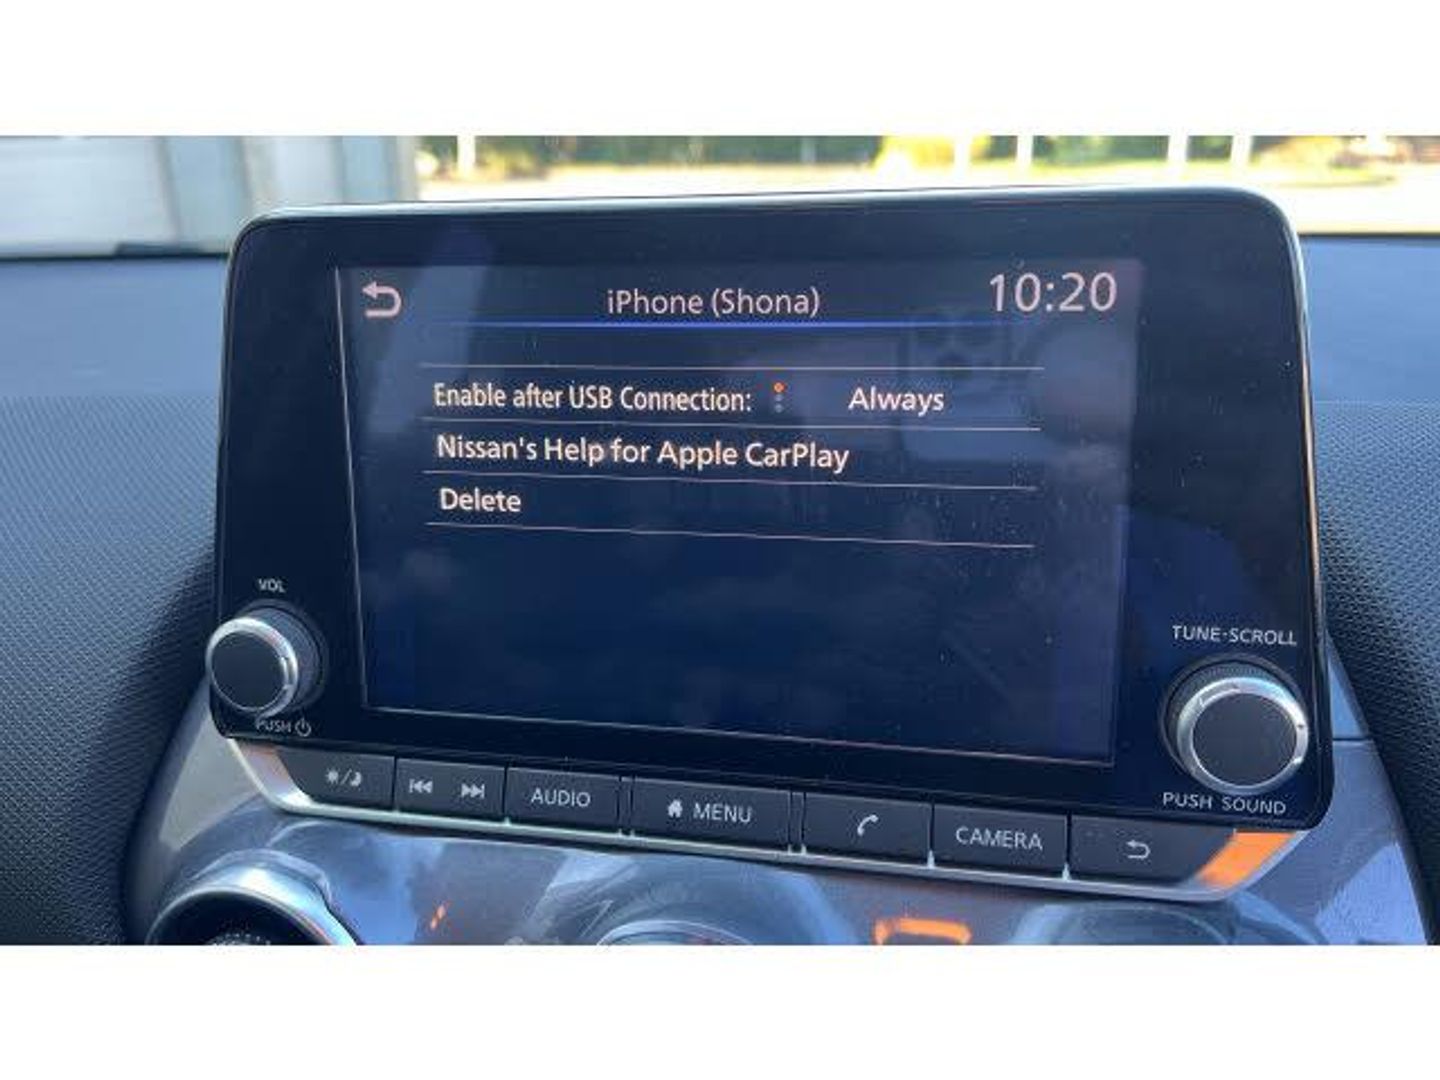 iPhone (Shona)
10:20
Enable after USB Connection: Always
Nissan's Help for Apple CarPlay
Delete
VOL
PUSH
TUNE·SCROLL
PUSH SOUND
AUDIO
MENU
CAMERA